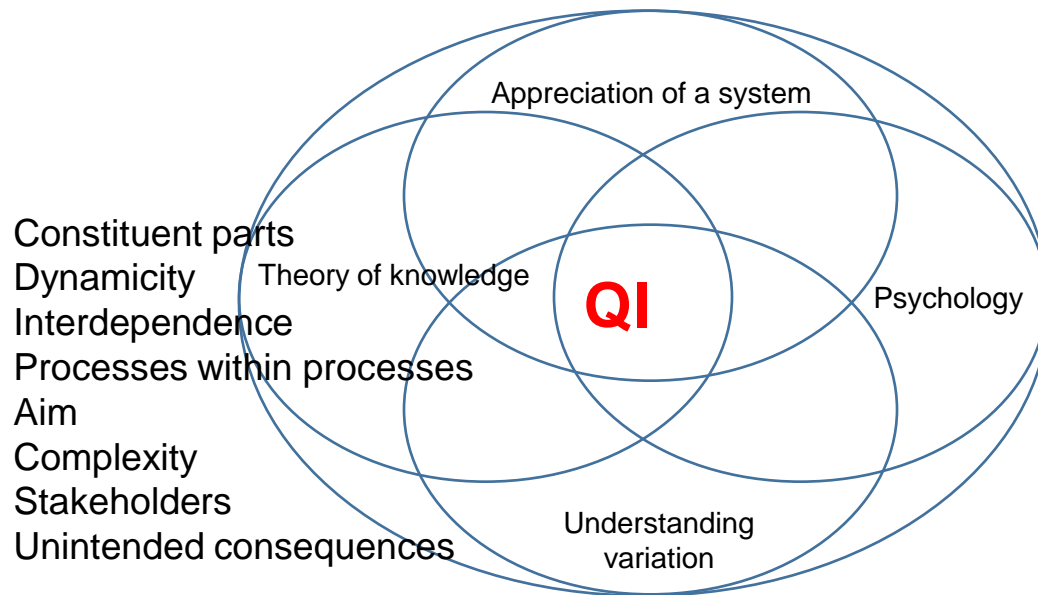 Appreciation of a system
Constituent parts
Dynamicity
Theory of knowledge
Interdependence
QI
Psychology
Processes within processes
Aim
Complexity
Stakeholders
Understanding
variation
Unintended consequences